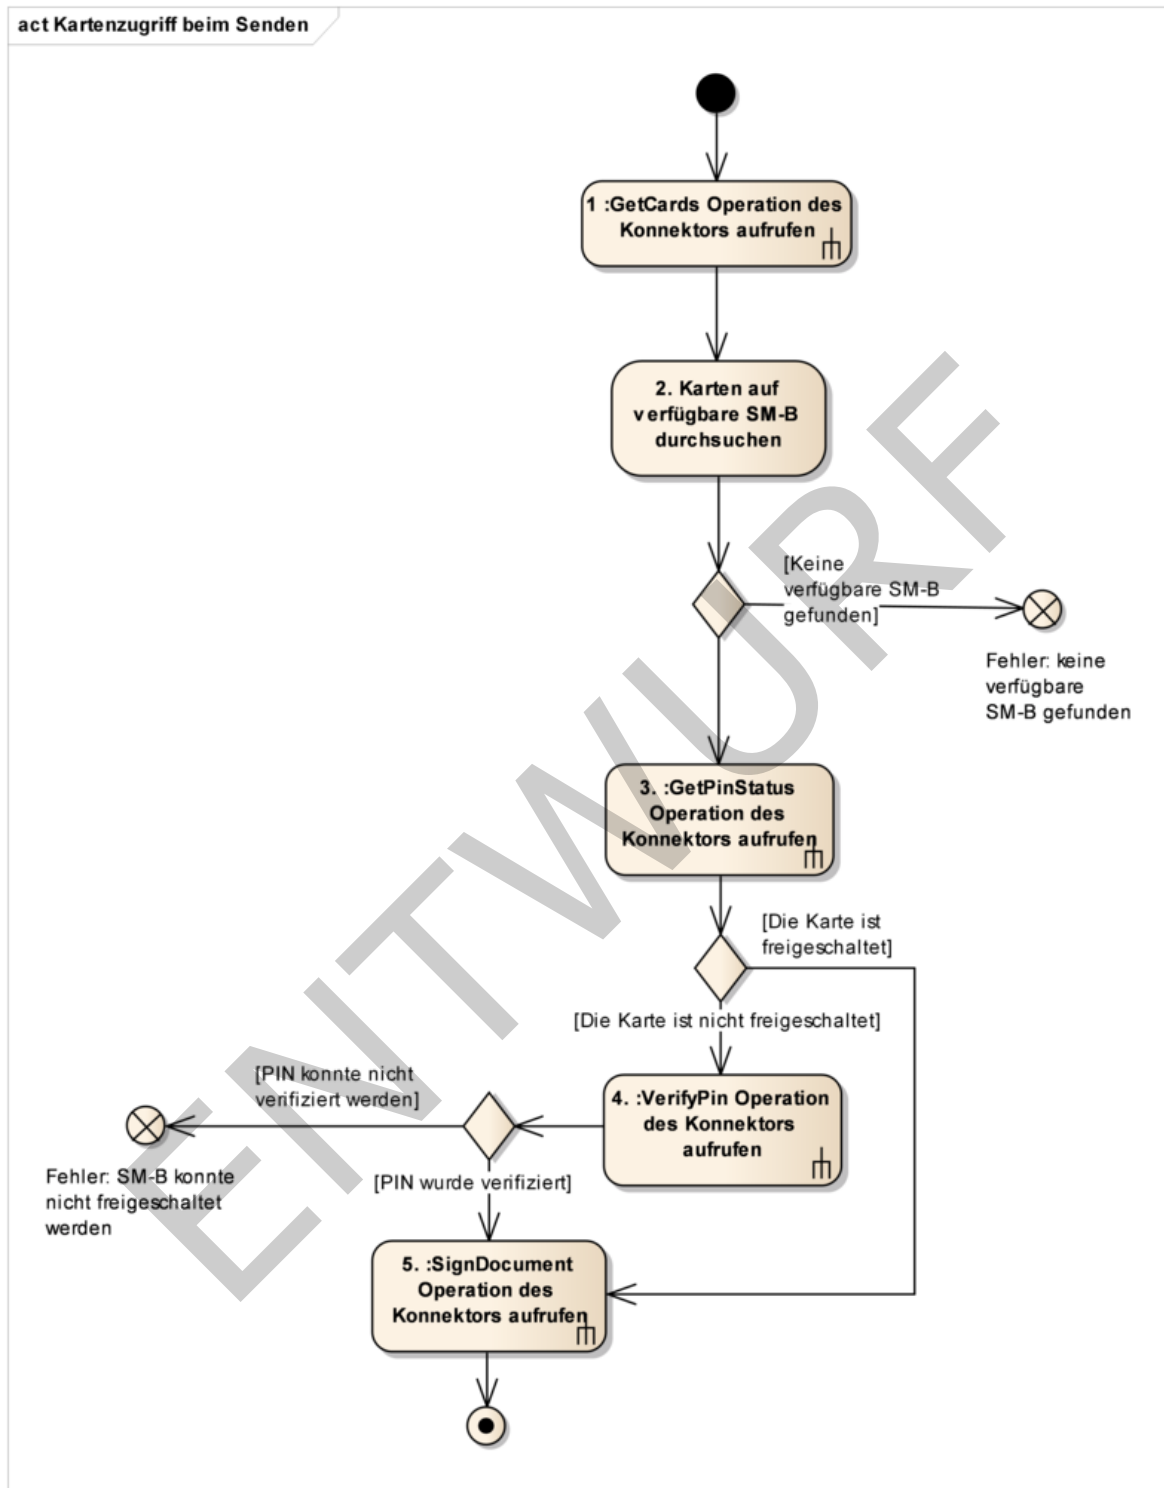 act Kartenzugriff beim Senden
1 :GetCards Operation des
Konnektors aufrufen
2. Karten auf
verfügbare SM-B
durchsuchen
[Keine
verfügbare SM-B
gefunden]
Fehler: keine
verfügbare
SM-B gefunden
3. :GetPinStatus
Operation des
Konnektors aufrufen
[Die Karte ist
freigeschaltet]
[Die Karte ist nicht freigeschaltet]
4. :VerifyPin Operation
des Konnektors
aufrufen
[PIN konnte nicht
verifiziert werden]
Fehler: SM-B konnte
nicht freigeschaltet
werden
[PIN wurde verifiziert]
5. :SignDocument
Operation des
Konnektors aufrufen
ENTWURF